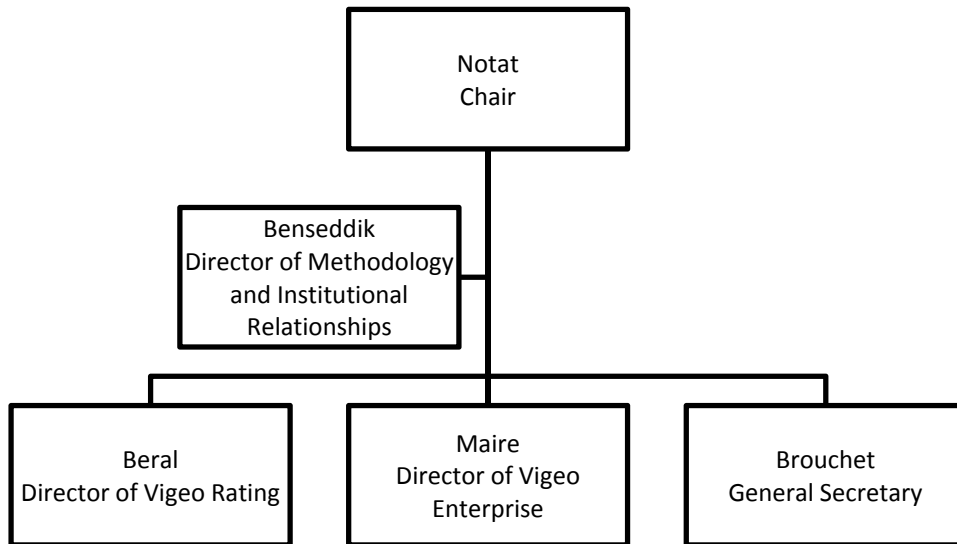 Notat
Chair
Benseddik
Director of Methodology
and Institutional
Relationships
Beral
Director of Vigeo Rating
Maire
Director of Vigeo
Enterprise
Brouchet
General Secretary